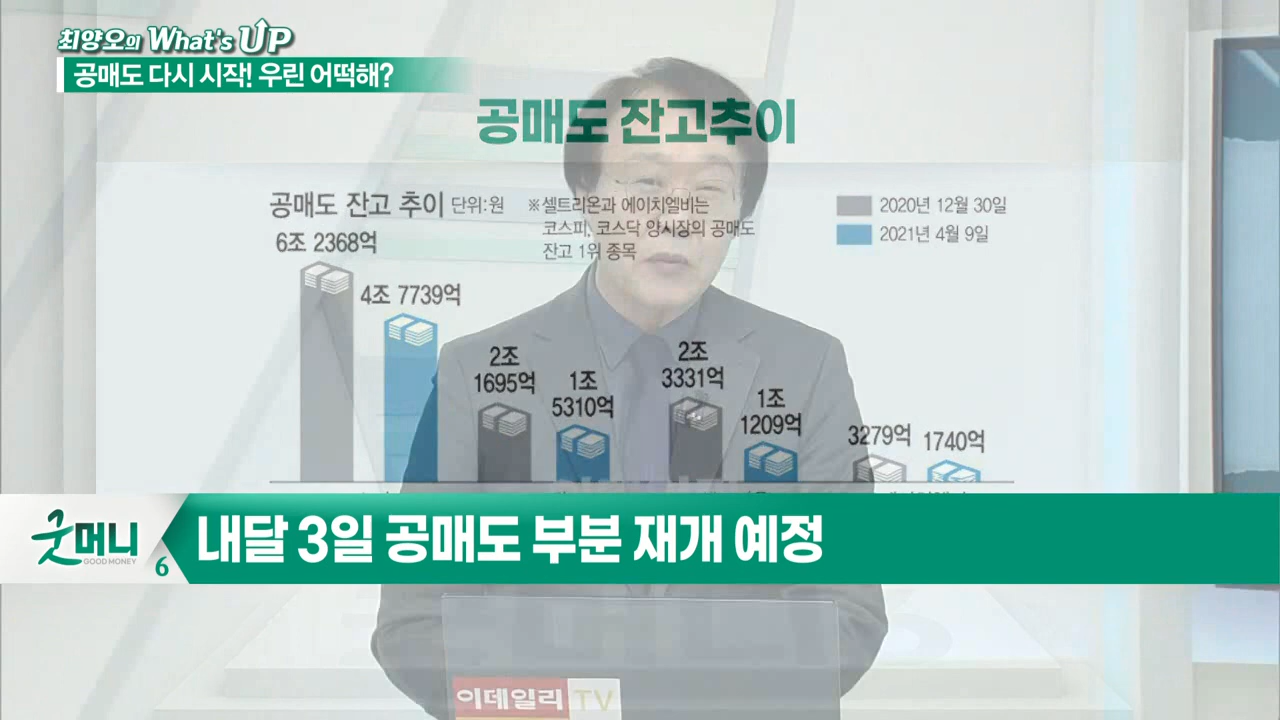 최양오의 What's UP
공매도 다시 시작! 우린 어떡해?
공매도 잔고추이
공매도 잔고 추이 단위:원
※셀트리온과 에이치엘비는
코스피, 코스닥 양시장의 공매도
잔고 1위 종목
2020년 12월 30일
2021년 4월 9일
6조 2368억
4조 7739억
2조
1695억
1조
5310억
2조
3331억
1조
1209억
3279억
1740억
굿머니
GOOD MONEY
6
내달 3일 공매도 부분 재개 예정
이데일리 TV